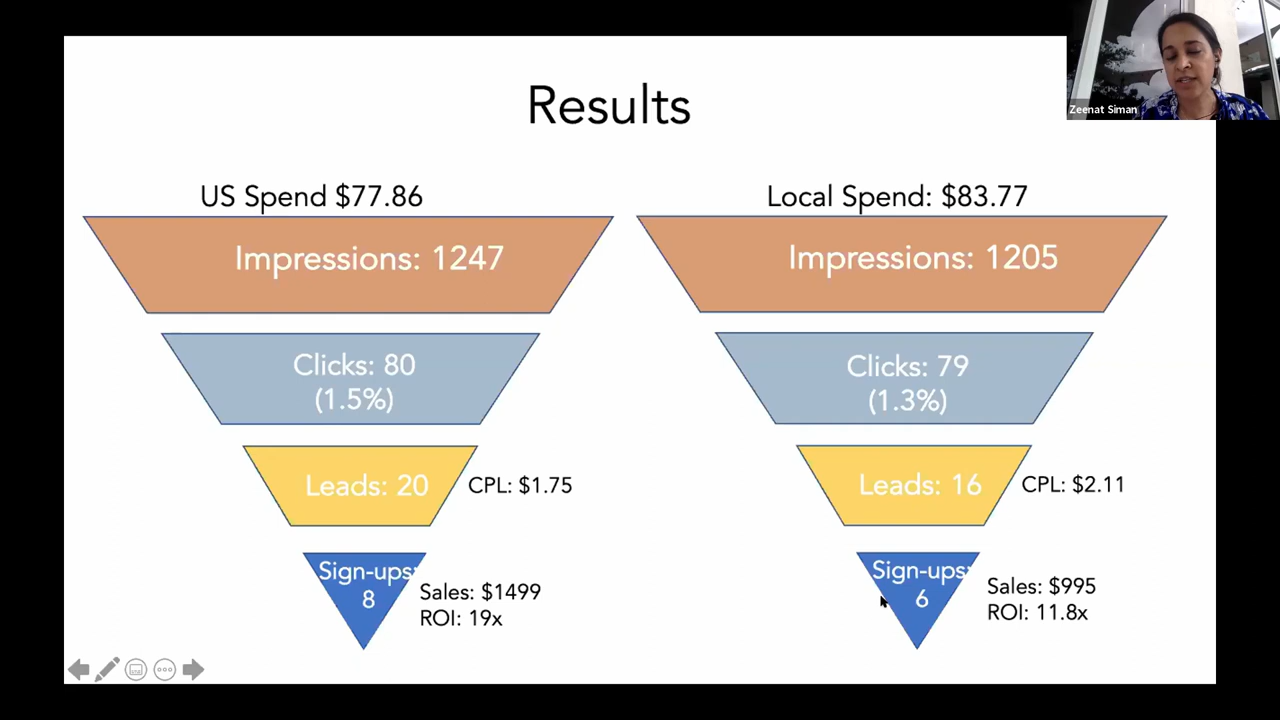 Zeenat Siman
Results
US Spend $77.86
Impressions: 1247
Clicks: 80
(1.5%)
Leads: 20
CPL: $1.75
Sign-ups:
8
Sales: $1499
ROI: 19x
Local Spend: $83.77
Impressions: 1205
Clicks: 79
(1.3%)
Leads: 16
CPL: $2.11
Sign-ups:
6
Sales: $995
ROI: 11.8x